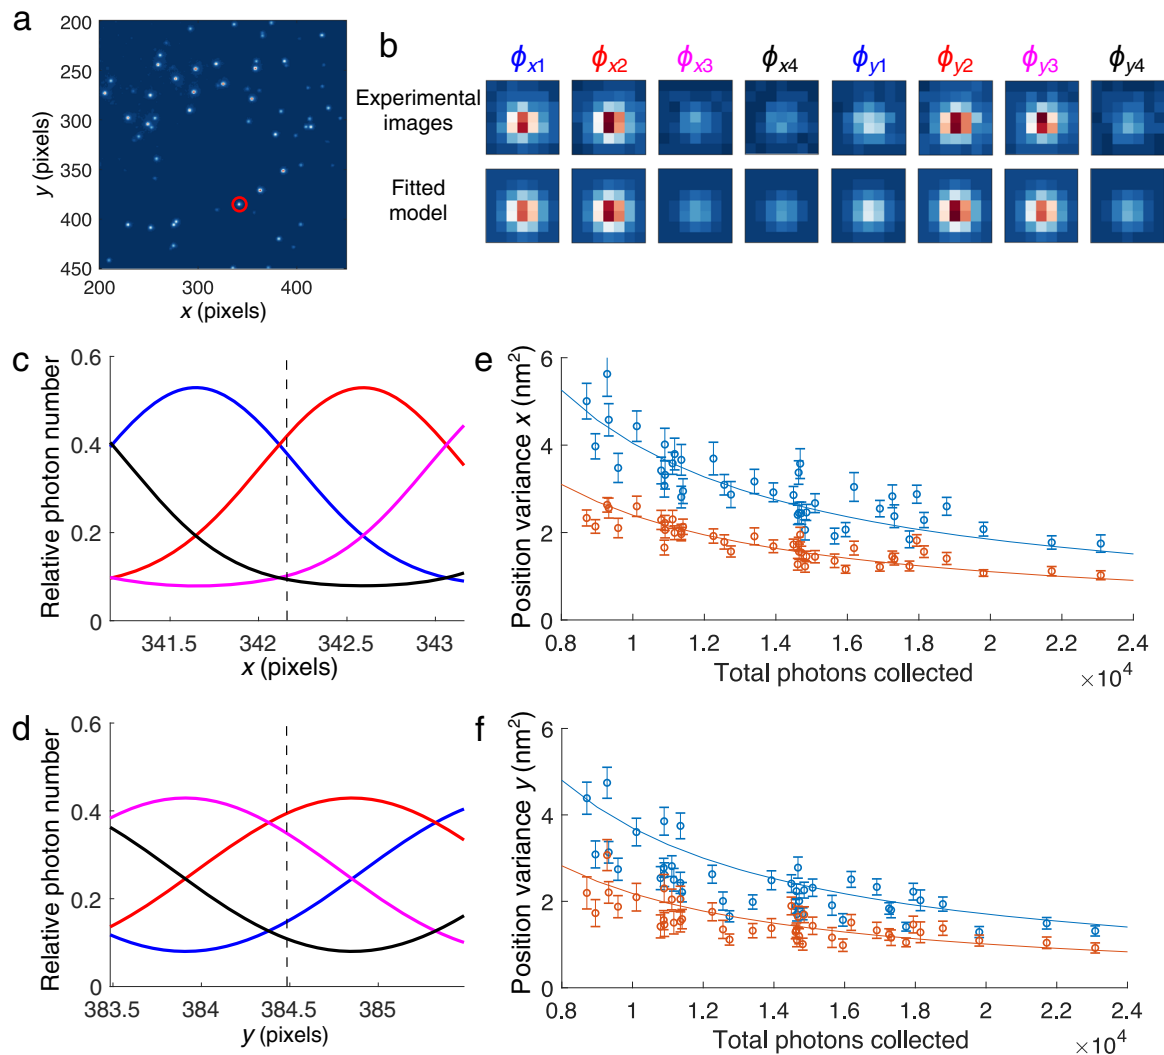 a
200
250
300
350
400
450
y (pixels)
200
300
400
x (pixels)
b
ϕx1 ϕx2 ϕx3 ϕx4 ϕy1 ϕy2 ϕy3 ϕy4
Experimental
images
Fitted
model
c
Relative photon number
0.6
0.4
0.2
0
341.5 342 342.5 343
x (pixels)
e
Position variance x (nm²)
6
4
2
0
0.8 1 1.2 1.4 1.6 1.8 2 2.2 2.4
Total photons collected
×10⁴
d
Relative photon number
0.6
0.4
0.2
0
383.5 384 384.5 385
y (pixels)
f
Position variance y (nm²)
6
4
2
0
0.8 1 1.2 1.4 1.6 1.8 2 2.2 2.4
Total photons collected
×10⁴